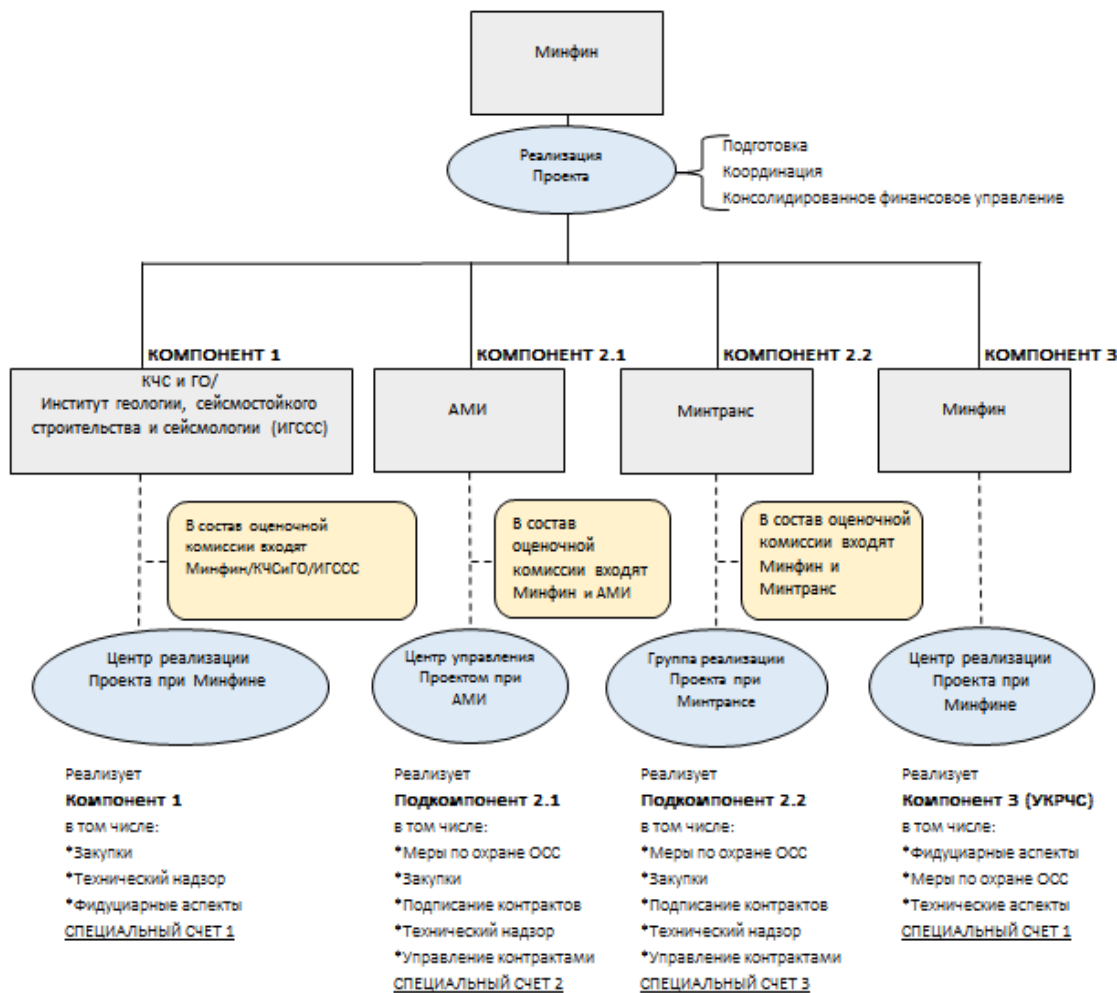 Минфин
Реализация
Проекта
Подготовка
Координация
Консолидированное финансовое управление
КОМПОНЕНТ 1
КЧС и ГО/
Институт геологии, сейсмостойкого
строительства и сейсмологии (ИГССС)
КОМПОНЕНТ 2.1
АМИ
КОМПОНЕНТ 2.2
Минтранс
КОМПОНЕНТ 3
Минфин
В состав оценочной
комиссии входят
Минфин/КЧСиГО/ИГССС
В состав
оценочной
комиссии входят
Минфин и АМИ
В состав оценочной
комиссии входят
Минфин и
Минтранс
Центр реализации
Проекта при Минфине
Центр управления
Проектом при
АМИ
Группа реализации
Проекта при
Минтрансе
Центр реализации
Проекта при
Минфине
Реализует
Компонент 1
в том числе:
*Закупки
*Технический надзор
*Фидуциарные аспекты
СПЕЦИАЛЬНЫЙ СЧЕТ 1
Реализует
Подкомпонент 2.1
в том числе:
*Меры по охране ОСС
*Закупки
*Подписание контрактов
*Технический надзор
*Управление контрактами
СПЕЦИАЛЬНЫЙ СЧЕТ 2
Реализует
Подкомпонент 2.2
в том числе:
*Меры по охране ОСС
*Закупки
*Подписание контрактов
*Технический надзор
*Управление контрактами
СПЕЦИАЛЬНЫЙ СЧЕТ 3
Реализует
Компонент 3 (УКРЧС)
в том числе:
*Фидуциарные аспекты
*Меры по охране ОСС
*Технические аспекты
СПЕЦИАЛЬНЫЙ СЧЕТ 1